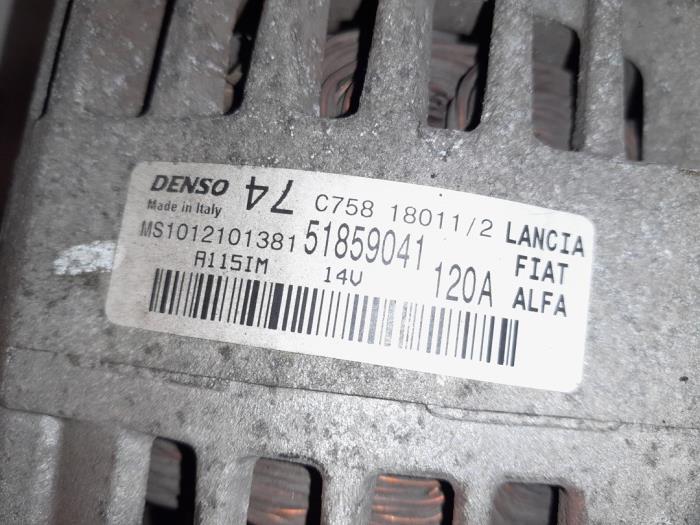 DENSO 74 C758 18011/2 LANCIA
Made in Italy
MS1012101381 51859041 120A FIAT
A115IM 14V ALFA